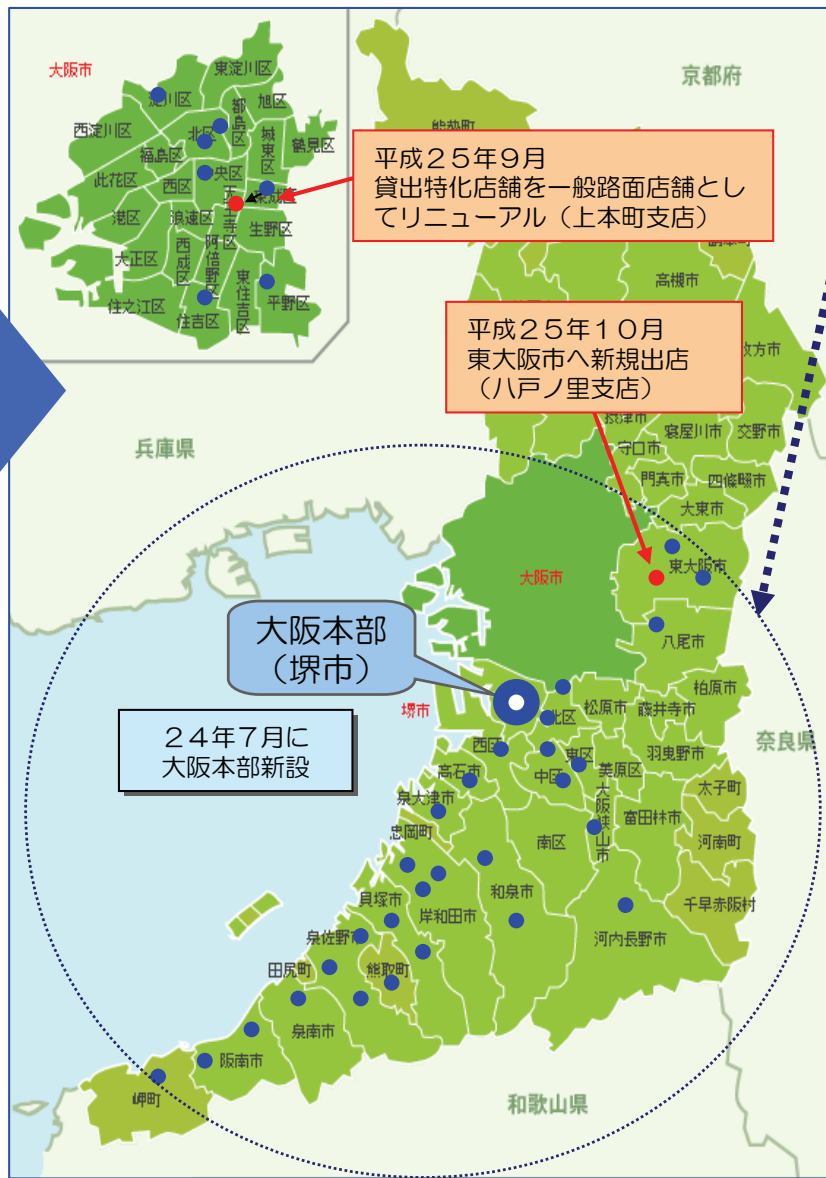 大阪市
東淀川区
淀川区
旭区
都島区
西淀川区
北区
城東区
鶴見区
福島区
此花区
西区
央区
港区
浪速区
生野区
大正区
西成区
阿倍野区
東住吉区
平野区
住之江区
住吉区
京都府
平成２５年９月
貸出特化店舗を一般路面店舗とし
てリニューアル（上本町支店）
高槻市
平成２５年１０月
東大阪市へ新規出店
（八戸ノ里支店）
枚方市
兵庫県
摂津市
寝屋川市
交野市
守口市
門真市
四條畷市
大東市
大阪市
東大阪市
八尾市
大阪本部
（堺市）
柏原市
堺市
北区
松原市
藤井寺市
奈良県
２４年７月に
大阪本部新設
西区
東区
羽曳野市
高石市
中区
美原区
太子町
泉大津市
大阪狭山市
富田林市
忠岡町
南区
河南町
貝塚市
和泉市
千早赤阪村
岸和田市
泉佐野市
河内長野市
田尻町
熊取町
泉南市
阪南市
岬町
和歌山県